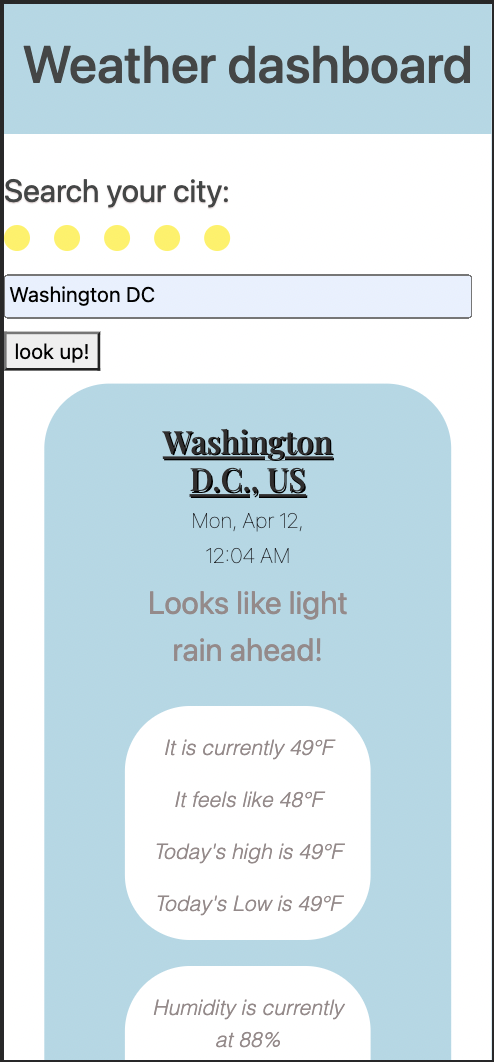 Weather dashboard
Search your city:
Washington DC
look up!
Washington
D.C., US
Mon, Apr 12,
12:04 AM
Looks like light
rain ahead!
It is currently 49°F
It feels like 48°F
Today's high is 49°F
Today's Low is 49°F
Humidity is currently
at 88%